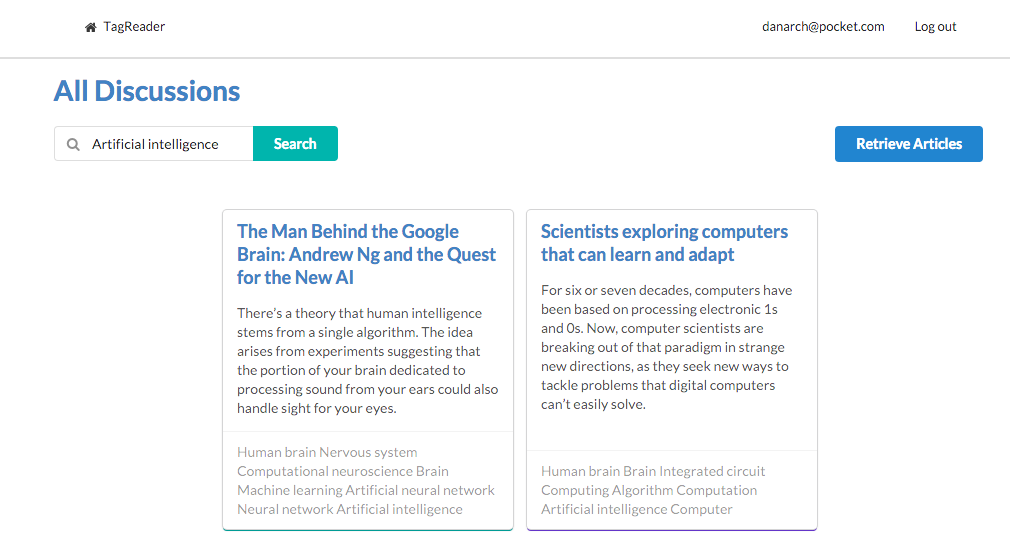 TagReader danarch@pocket.com Log out
All Discussions
Artificial intelligence Search Retrieve Articles
The Man Behind the Google
Brain: Andrew Ng and the Quest
for the New AI
There's a theory that human intelligence
stems from a single algorithm. The idea
arises from experiments suggesting that
the portion of your brain dedicated to
processing sound from your ears could also
handle sight for your eyes.
Human brain Nervous system
Computational neuroscience Brain
Machine learning Artificial neural network
Neural network Artificial intelligence
Scientists exploring computers
that can learn and adapt
For six or seven decades, computers have
been based on processing electronic 1s
and 0s. Now, computer scientists are
breaking out of that paradigm in strange
new directions, as they seek new ways to
tackle problems that digital computers
can't easily solve.
Human brain Brain Integrated circuit
Computing Algorithm Computation
Artificial intelligence Computer